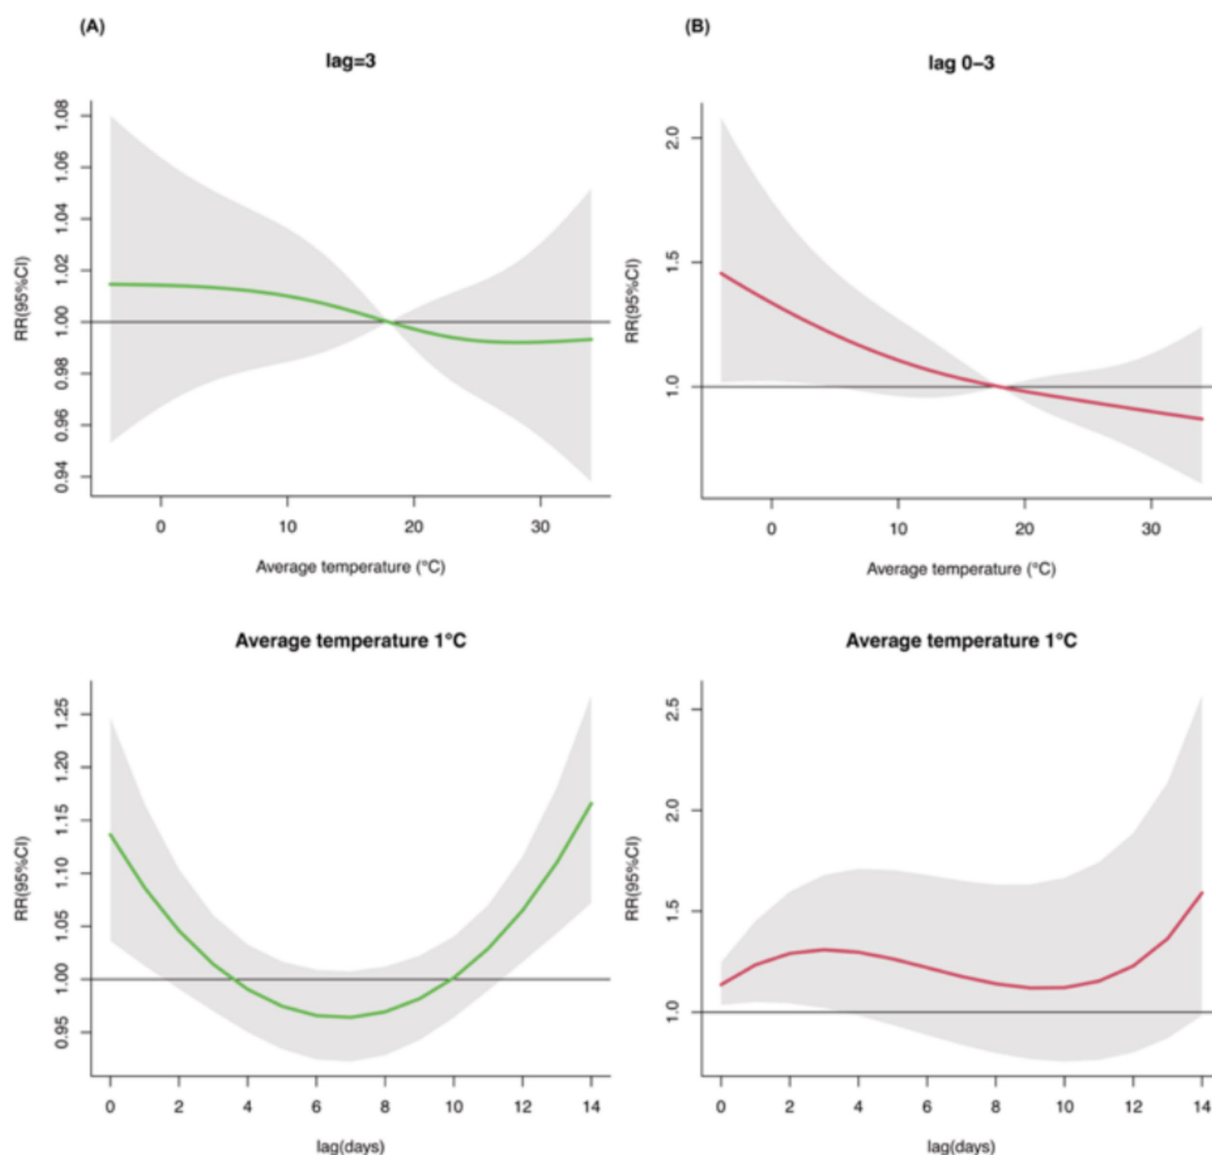 (A)
lag=3
1.08
1.06
1.04
1.02
1.00
0.98
0.96
0.94
RR(95%CI)
0 10 20 30
Average temperature (°C)
(B)
lag 0–3
2.0
1.5
1.0
RR(95%CI)
0 10 20 30
Average temperature (°C)
Average temperature 1°C
1.25
1.20
1.15
1.10
1.05
1.00
0.95
RR(95%CI)
0 2 4 6 8 10 12 14
lag(days)
Average temperature 1°C
2.5
2.0
1.5
1.0
RR(95%CI)
0 2 4 6 8 10 12 14
lag(days)